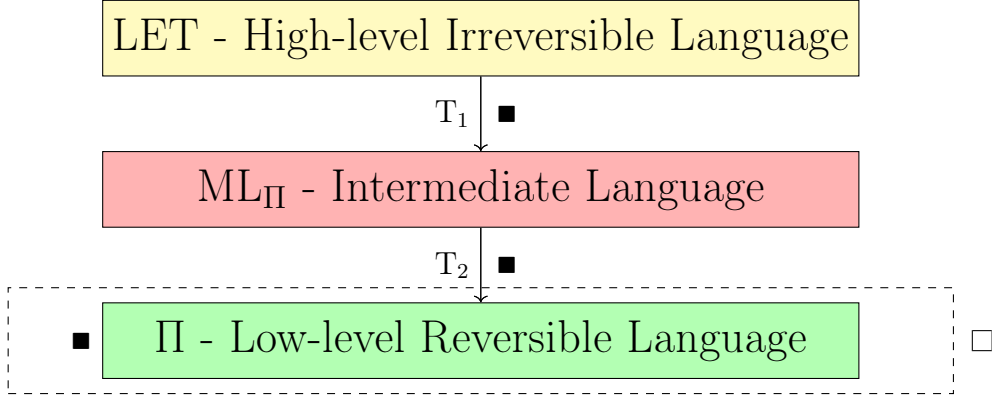 LET - High-level Irreversible Language
T₁ ■
ML_Π - Intermediate Language
T₂ ■
■ Π - Low-level Reversible Language □